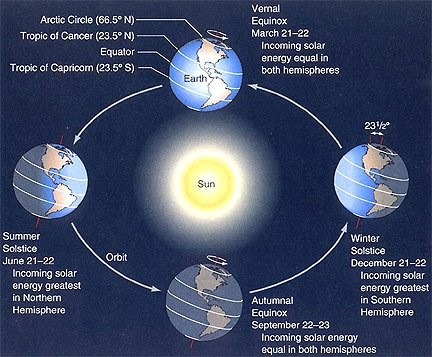 Arctic Circle (66.5° N)
Tropic of Cancer (23.5° N)
Equator
Tropic of Capricorn (23.5° S)
Earth
Vernal
Equinox
March 21–22
Incoming solar
energy equal in
both hemispheres
23½°
Sun
Summer
Solstice
June 21–22
Incoming solar
energy greatest
in Northern
Hemisphere
Orbit
Winter
Solstice
December 21–22
Incoming solar
energy greatest
in Southern
Hemisphere
Autumnal
Equinox
September 22–23
Incoming solar energy
equal in both hemispheres